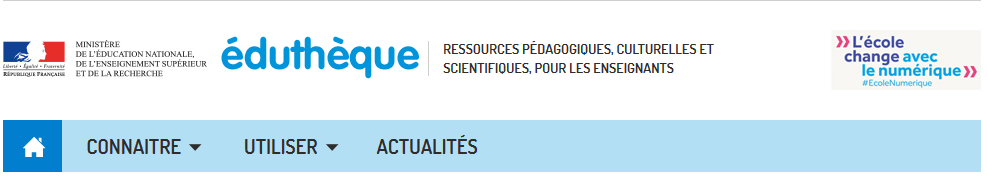 MINISTÈRE
DE L'ÉDUCATION NATIONALE,
DE L'ENSEIGNEMENT SUPÉRIEUR
ET DE LA RECHERCHE
Liberté • Égalité • Fraternité
RÉPUBLIQUE FRANÇAISE
éduthèque
RESSOURCES PÉDAGOGIQUES, CULTURELLES ET
SCIENTIFIQUES, POUR LES ENSEIGNANTS
L'école
change avec
le numérique
#EcoleNumerique
CONNAITRE
UTILISER
ACTUALITÉS